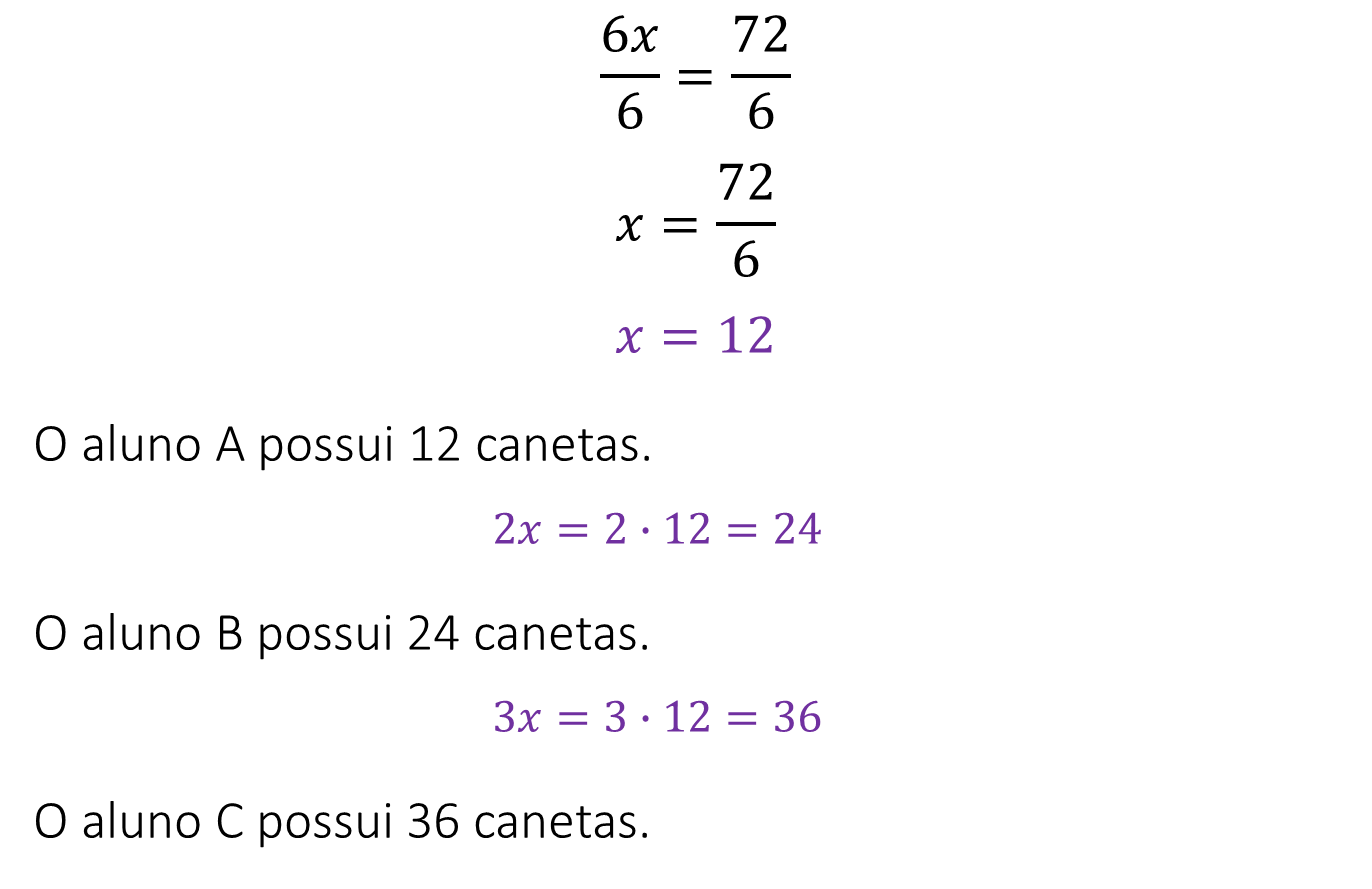 6x/6 = 72/6
x = 72/6
x = 12
O aluno A possui 12 canetas.
2x = 2 · 12 = 24
O aluno B possui 24 canetas.
3x = 3 · 12 = 36
O aluno C possui 36 canetas.